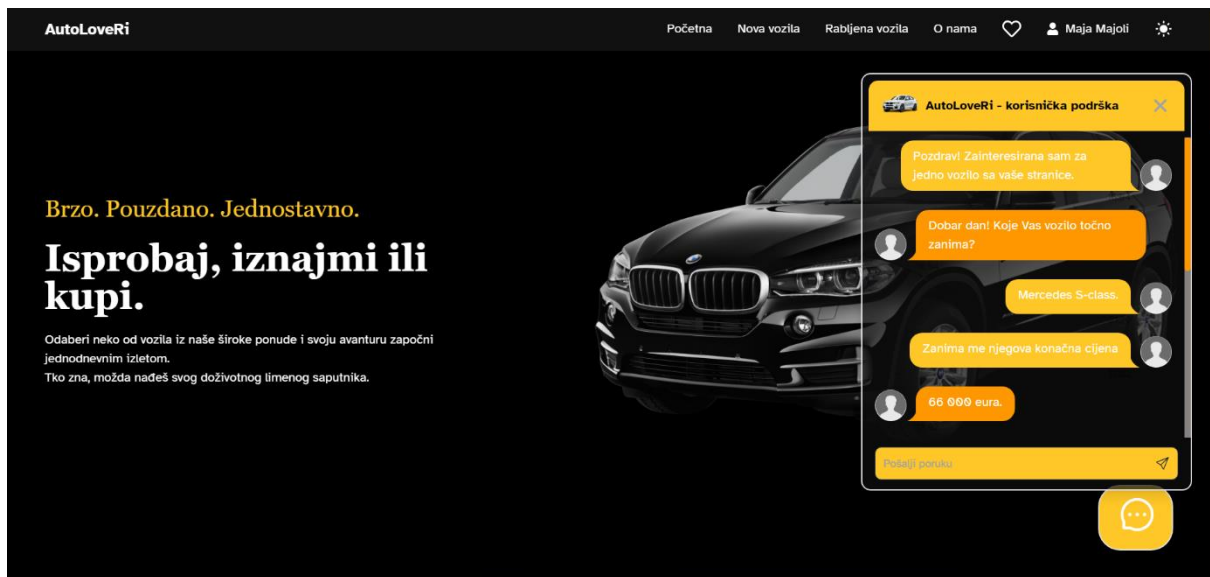 AutoLoveRi
Početna
Nova vozila
Rabljena vozila
O nama
Maja Majoli
Brzo. Pouzdano. Jednostavno.
Isprobaj, iznajmi ili
kupi.
Odaberi neko od vozila iz naše široke ponude i svoju avanturu započni
jednodnevnim izletom.
Tko zna, možda nađeš svog doživotnog limenog saputnika.
AutoLoveRi - korisnička podrška
Pozdrav! Zainteresirana sam za
jedno vozilo sa vaše stranice.
Dobar dan! Koje Vas vozilo točno
zanima?
Mercedes S-class.
Zanima me njegova konačna cijena
66 000 eura.
Pošalji poruku